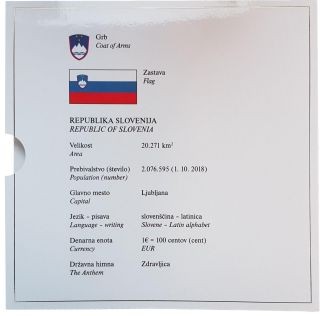 Grb
Coat of Arms
Zastava
Flag
REPUBLIKA SLOVENIJA
REPUBLIC OF SLOVENIA
Velikost 20.271 km²
Area
Prebivalstvo (število) 2.076.595 (1. 10. 2018)
Population (number)
Glavno mesto Ljubljana
Capital
Jezik - pisava slovenščina - latinica
Language - writing Slovene - Latin alphabet
Denarna enota 1€ = 100 centov (cent)
Currency EUR
Državna himna Zdravljica
The Anthem